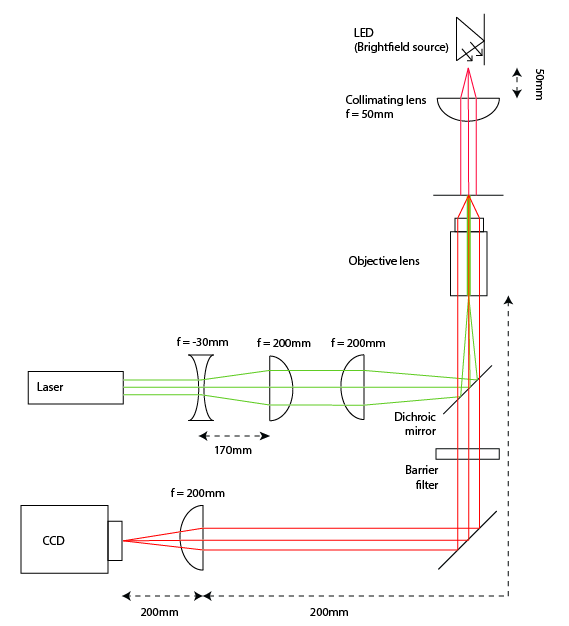 LED
(Brightfield source)
50mm
Collimating lens
f = 50mm
Objective lens
f = -30mm
f = 200mm
f = 200mm
Laser
Dichroic
mirror
170mm
Barrier
filter
f = 200mm
CCD
200mm
200mm